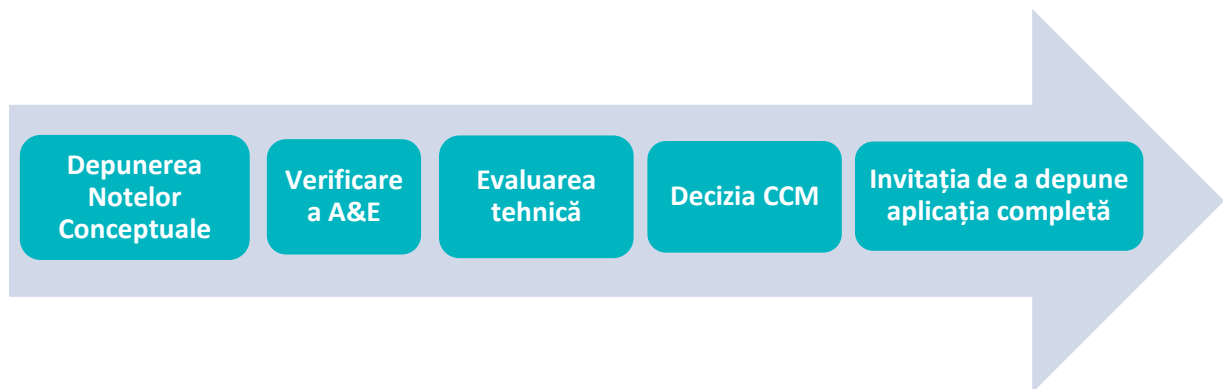 Depunerea
Notelor
Conceptuale
Verificare
a A&E
Evaluarea
tehnică
Decizia CCM
Invitația de a depune
aplicația completă